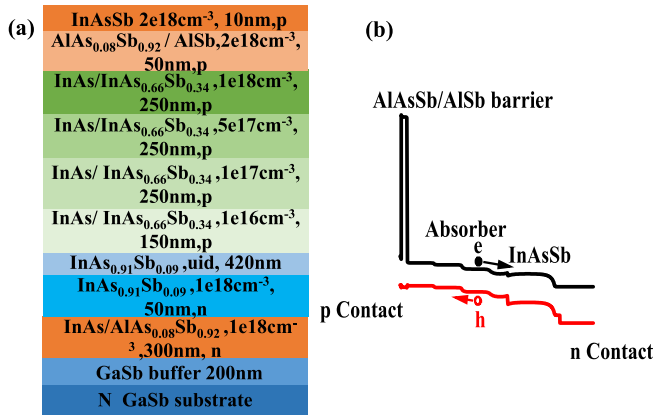 (a)
InAsSb 2e18cm⁻³, 10nm,p
AlAs₀.₀₈Sb₀.₉₂ / AlSb,2e18cm⁻³,
50nm,p
InAs/InAs₀.₆₆Sb₀.₃₄ ,1e18cm⁻³,
250nm,p
InAs/InAs₀.₆₆Sb₀.₃₄ ,5e17cm⁻³,
250nm,p
InAs/ InAs₀.₆₆Sb₀.₃₄ ,1e17cm⁻³,
250nm,p
InAs/ InAs₀.₆₆Sb₀.₃₄ ,1e16cm⁻³,
150nm,p
InAs₀.₉₁Sb₀.₀₉ ,uid, 420nm
InAs₀.₉₁Sb₀.₀₉ ,1e18cm⁻³,
50nm,n
InAs/AlAs₀.₀₈Sb₀.₉₂ ,1e18cm⁻
³ ,300nm, n
GaSb buffer 200nm
N GaSb substrate
(b)
AlAsSb/AlSb barrier
Absorber
e
InAsSb
p Contact
h
n Contact